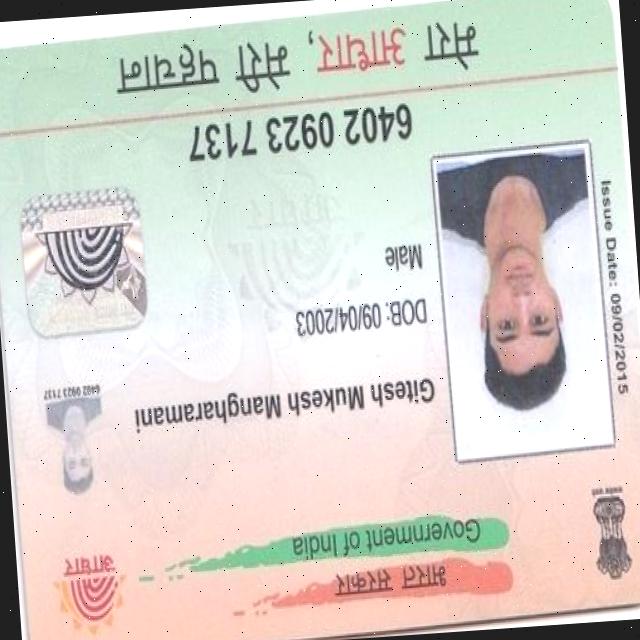 भारत सरकार
Government of India
आधार
Gitesh Mukesh Mangharamani
DOB: 09/04/2003
Male
Issue Date: 09/02/2015
6402 0923 7137
6402 0923 7137
मेरा आधार, मेरी पहचान